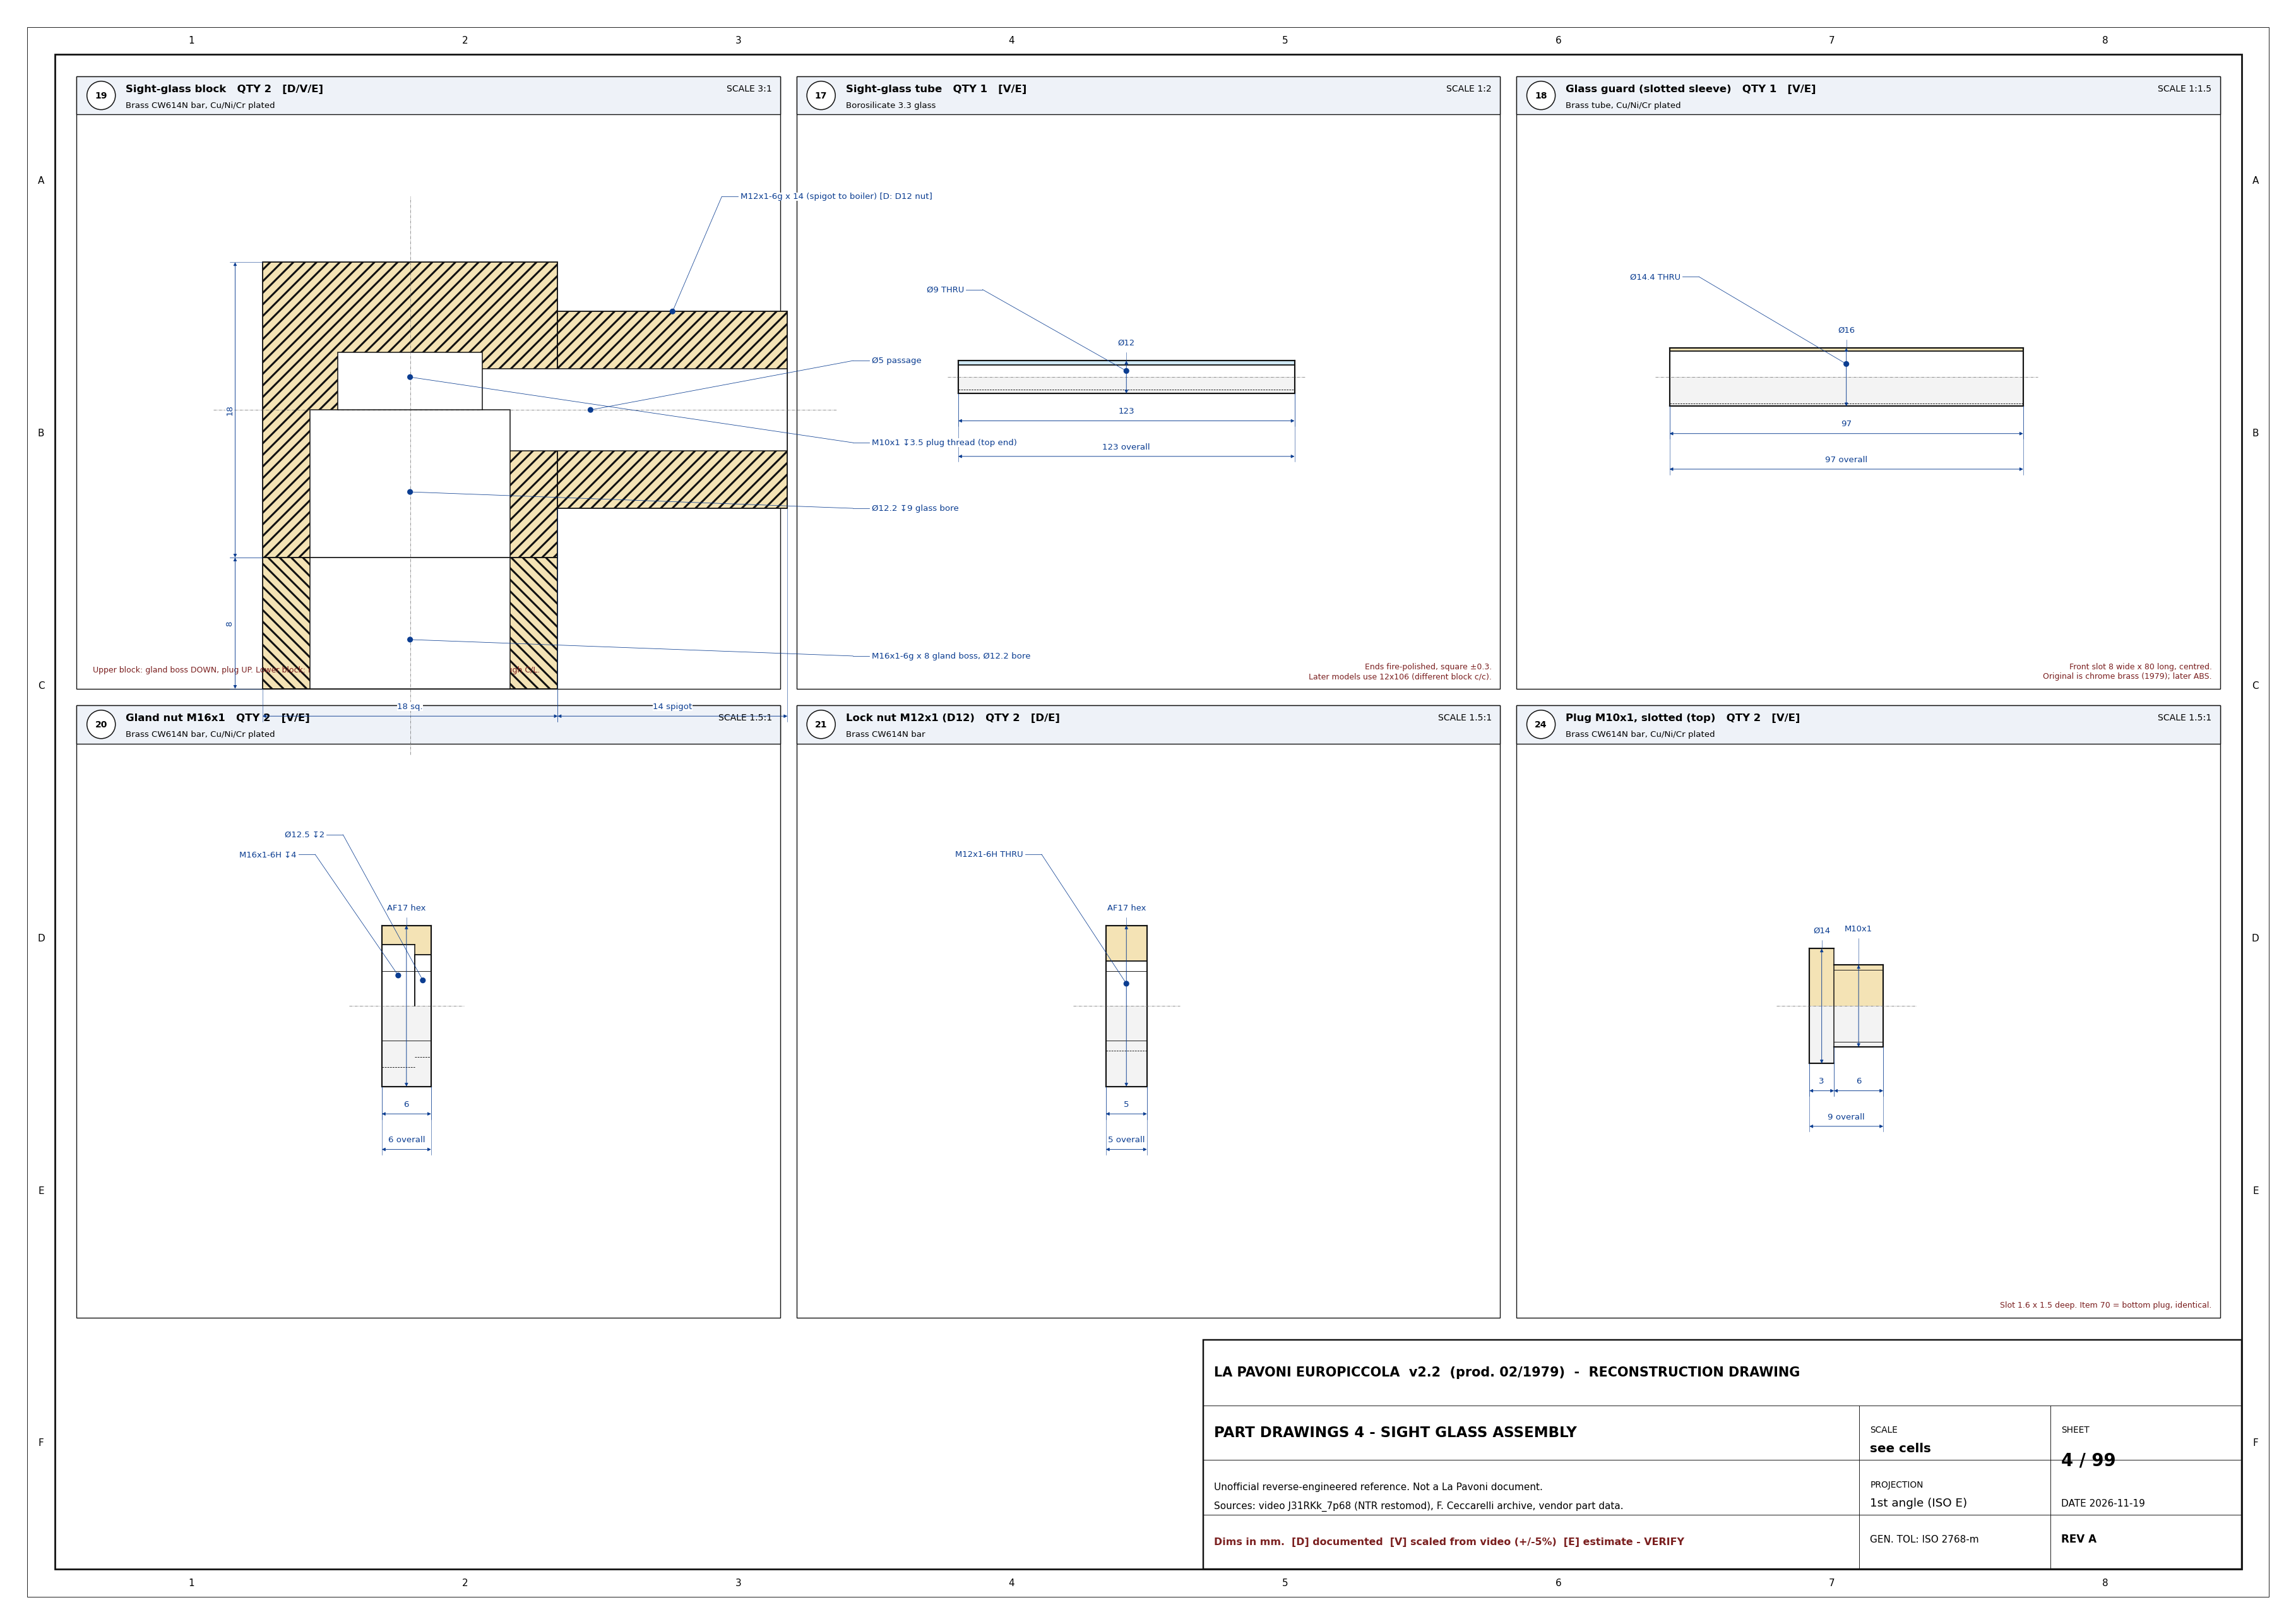 1 2 3 4 5 6 7 8
A A
B B
C C
D D
E E
F F
19 Sight-glass block QTY 2 [D/V/E] SCALE 3:1
Brass CW614N bar, Cu/Ni/Cr plated
M12x1-6g x 14 (spigot to boiler) [D: D12 nut]
Ø5 passage
18
M10x1 ↧3.5 plug thread (top end)
Ø12.2 ↧9 glass bore
8
M16x1-6g x 8 gland boss, Ø12.2 bore
Upper block: gland boss DOWN, plug UP. Lower block:
18 sq.
14 spigot
17 Sight-glass tube QTY 1 [V/E] SCALE 1:2
Borosilicate 3.3 glass
Ø9 THRU
Ø12
123
123 overall
Ends fire-polished, square ±0.3.
Later models use 12x106 (different block c/c).
18 Glass guard (slotted sleeve) QTY 1 [V/E] SCALE 1:1.5
Brass tube, Cu/Ni/Cr plated
Ø14.4 THRU
Ø16
97
97 overall
Front slot 8 wide x 80 long, centred.
Original is chrome brass (1979); later ABS.
20 Gland nut M16x1 QTY 2 [V/E] SCALE 1.5:1
Brass CW614N bar, Cu/Ni/Cr plated
Ø12.5 ↧2
M16x1-6H ↧4
AF17 hex
6
6 overall
21 Lock nut M12x1 (D12) QTY 2 [D/E] SCALE 1.5:1
Brass CW614N bar
M12x1-6H THRU
AF17 hex
5
5 overall
24 Plug M10x1, slotted (top) QTY 2 [V/E] SCALE 1.5:1
Brass CW614N bar, Cu/Ni/Cr plated
Ø14 M10x1
3 6
9 overall
Slot 1.6 x 1.5 deep. Item 70 = bottom plug, identical.
LA PAVONI EUROPICCOLA v2.2 (prod. 02/1979) - RECONSTRUCTION DRAWING
PART DRAWINGS 4 - SIGHT GLASS ASSEMBLY
SCALE
see cells
SHEET
4 / 99
Unofficial reverse-engineered reference. Not a La Pavoni document.
Sources: video J31RKk_7p68 (NTR restomod), F. Ceccarelli archive, vendor part data.
PROJECTION
1st angle (ISO E)
DATE 2026-11-19
Dims in mm. [D] documented [V] scaled from video (+/-5%) [E] estimate - VERIFY
GEN. TOL: ISO 2768-m
REV A
1 2 3 4 5 6 7 8